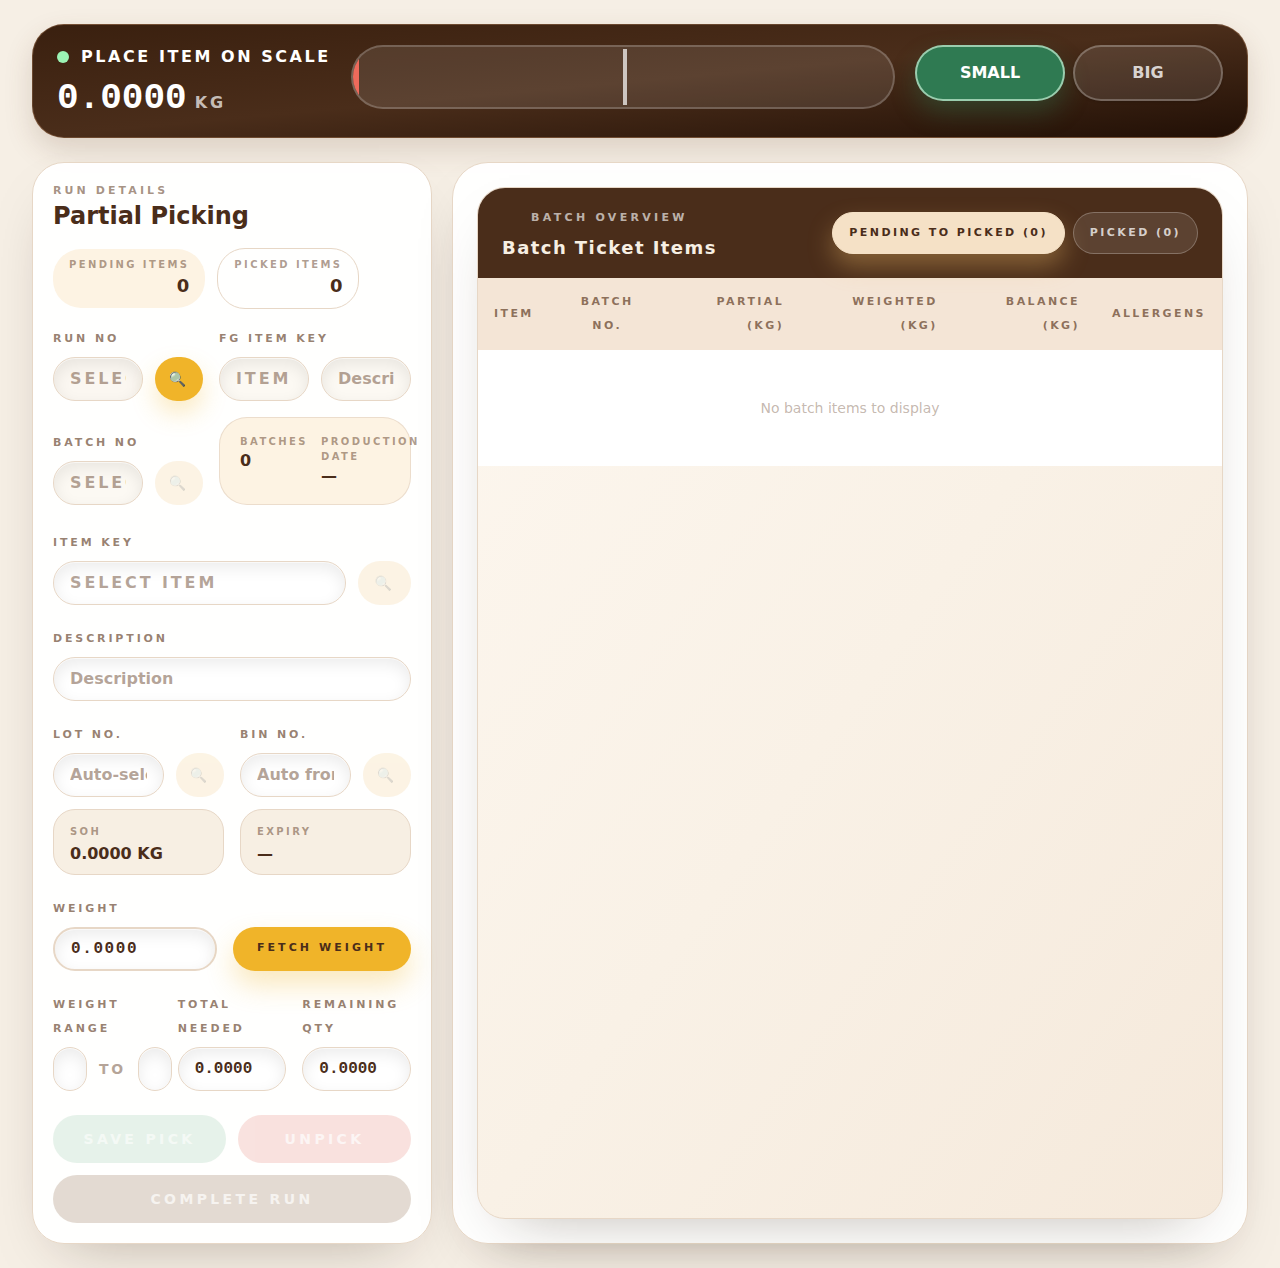 PLACE ITEM ON SCALE
0.0000 KG
SMALL
BIG
RUN DETAILS
Partial Picking
PENDING ITEMS
0
PICKED ITEMS
0
RUN NO
FG ITEM KEY
SELE
ITEM
Descri
BATCH NO
SELE
BATCHES
0
PRODUCTION
DATE
—
ITEM KEY
SELECT ITEM
DESCRIPTION
Description
LOT NO.
BIN NO.
Auto-sel
Auto fro
SOH
0.0000 KG
EXPIRY
—
WEIGHT
0.0000
FETCH WEIGHT
WEIGHT
RANGE
TOTAL
NEEDED
REMAINING
QTY
TO
0.0000
0.0000
SAVE PICK
UNPICK
COMPLETE RUN
BATCH OVERVIEW
Batch Ticket Items
PENDING TO PICKED (0)
PICKED (0)
ITEM
BATCH
NO.
PARTIAL
(KG)
WEIGHTED
(KG)
BALANCE
(KG)
ALLERGENS
No batch items to display